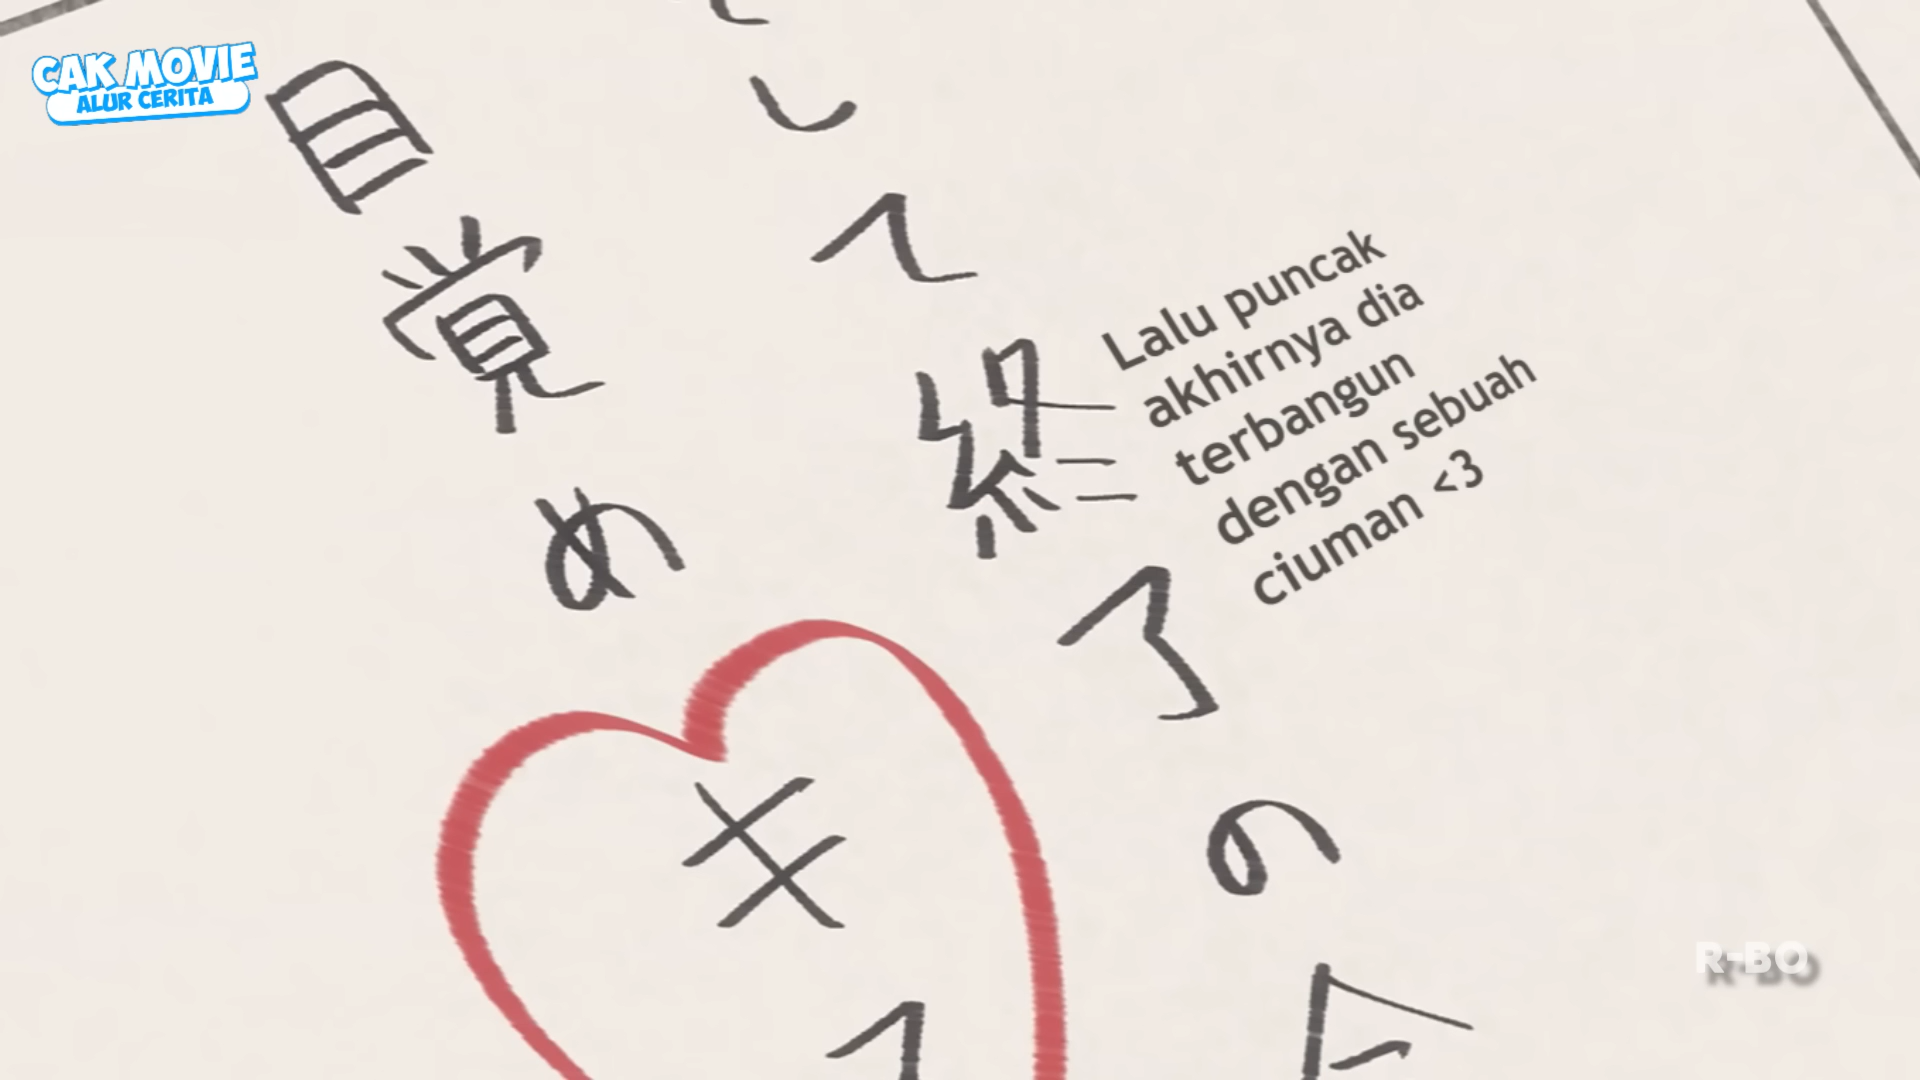 CAK MOVIE
ALUR CERITA
して終了の
目覚めキ
Lalu puncak
akhirnya dia
terbangun
dengan sebuah
ciuman <3
R-BO